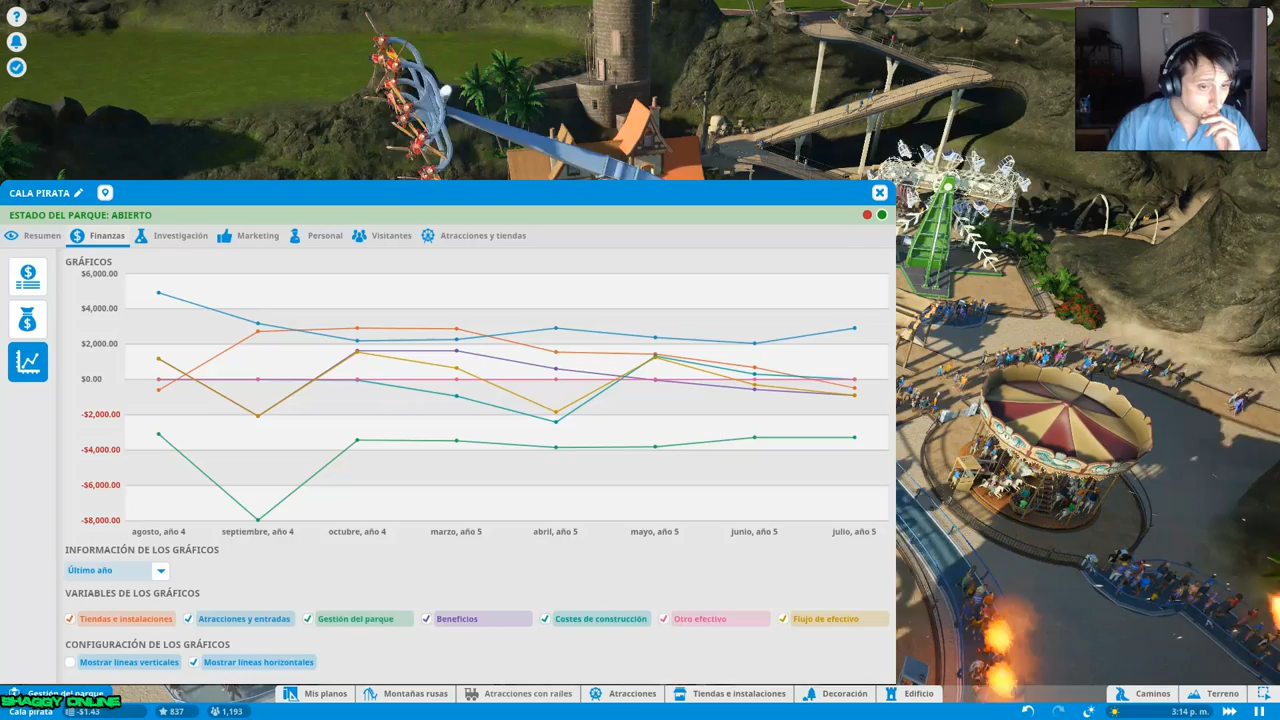 CALA PIRATA
ESTADO DEL PARQUE: ABIERTO
Resumen Finanzas Investigación Marketing Personal Visitantes Atracciones y tiendas
GRÁFICOS
$6,000.00
$4,000.00
$2,000.00
$0.00
-$2,000.00
-$4,000.00
-$6,000.00
-$8,000.00
agosto, año 4 septiembre, año 4 octubre, año 4 marzo, año 5 abril, año 5 mayo, año 5 junio, año 5 julio, año 5
INFORMACIÓN DE LOS GRÁFICOS
Último año
VARIABLES DE LOS GRÁFICOS
Tiendas e instalaciones Atracciones y entradas Gestión del parque Beneficios Costes de construcción Otro efectivo Flujo de efectivo
CONFIGURACIÓN DE LOS GRÁFICOS
Mostrar líneas verticales Mostrar líneas horizontales
Gestión del parque Mis planos Montañas rusas Atracciones con raíles Atracciones Tiendas e instalaciones Decoración Edificio Caminos Terreno
SHAGGY ONLINE
Cala pirata -$1.43 837 1,193 3:14 p. m.